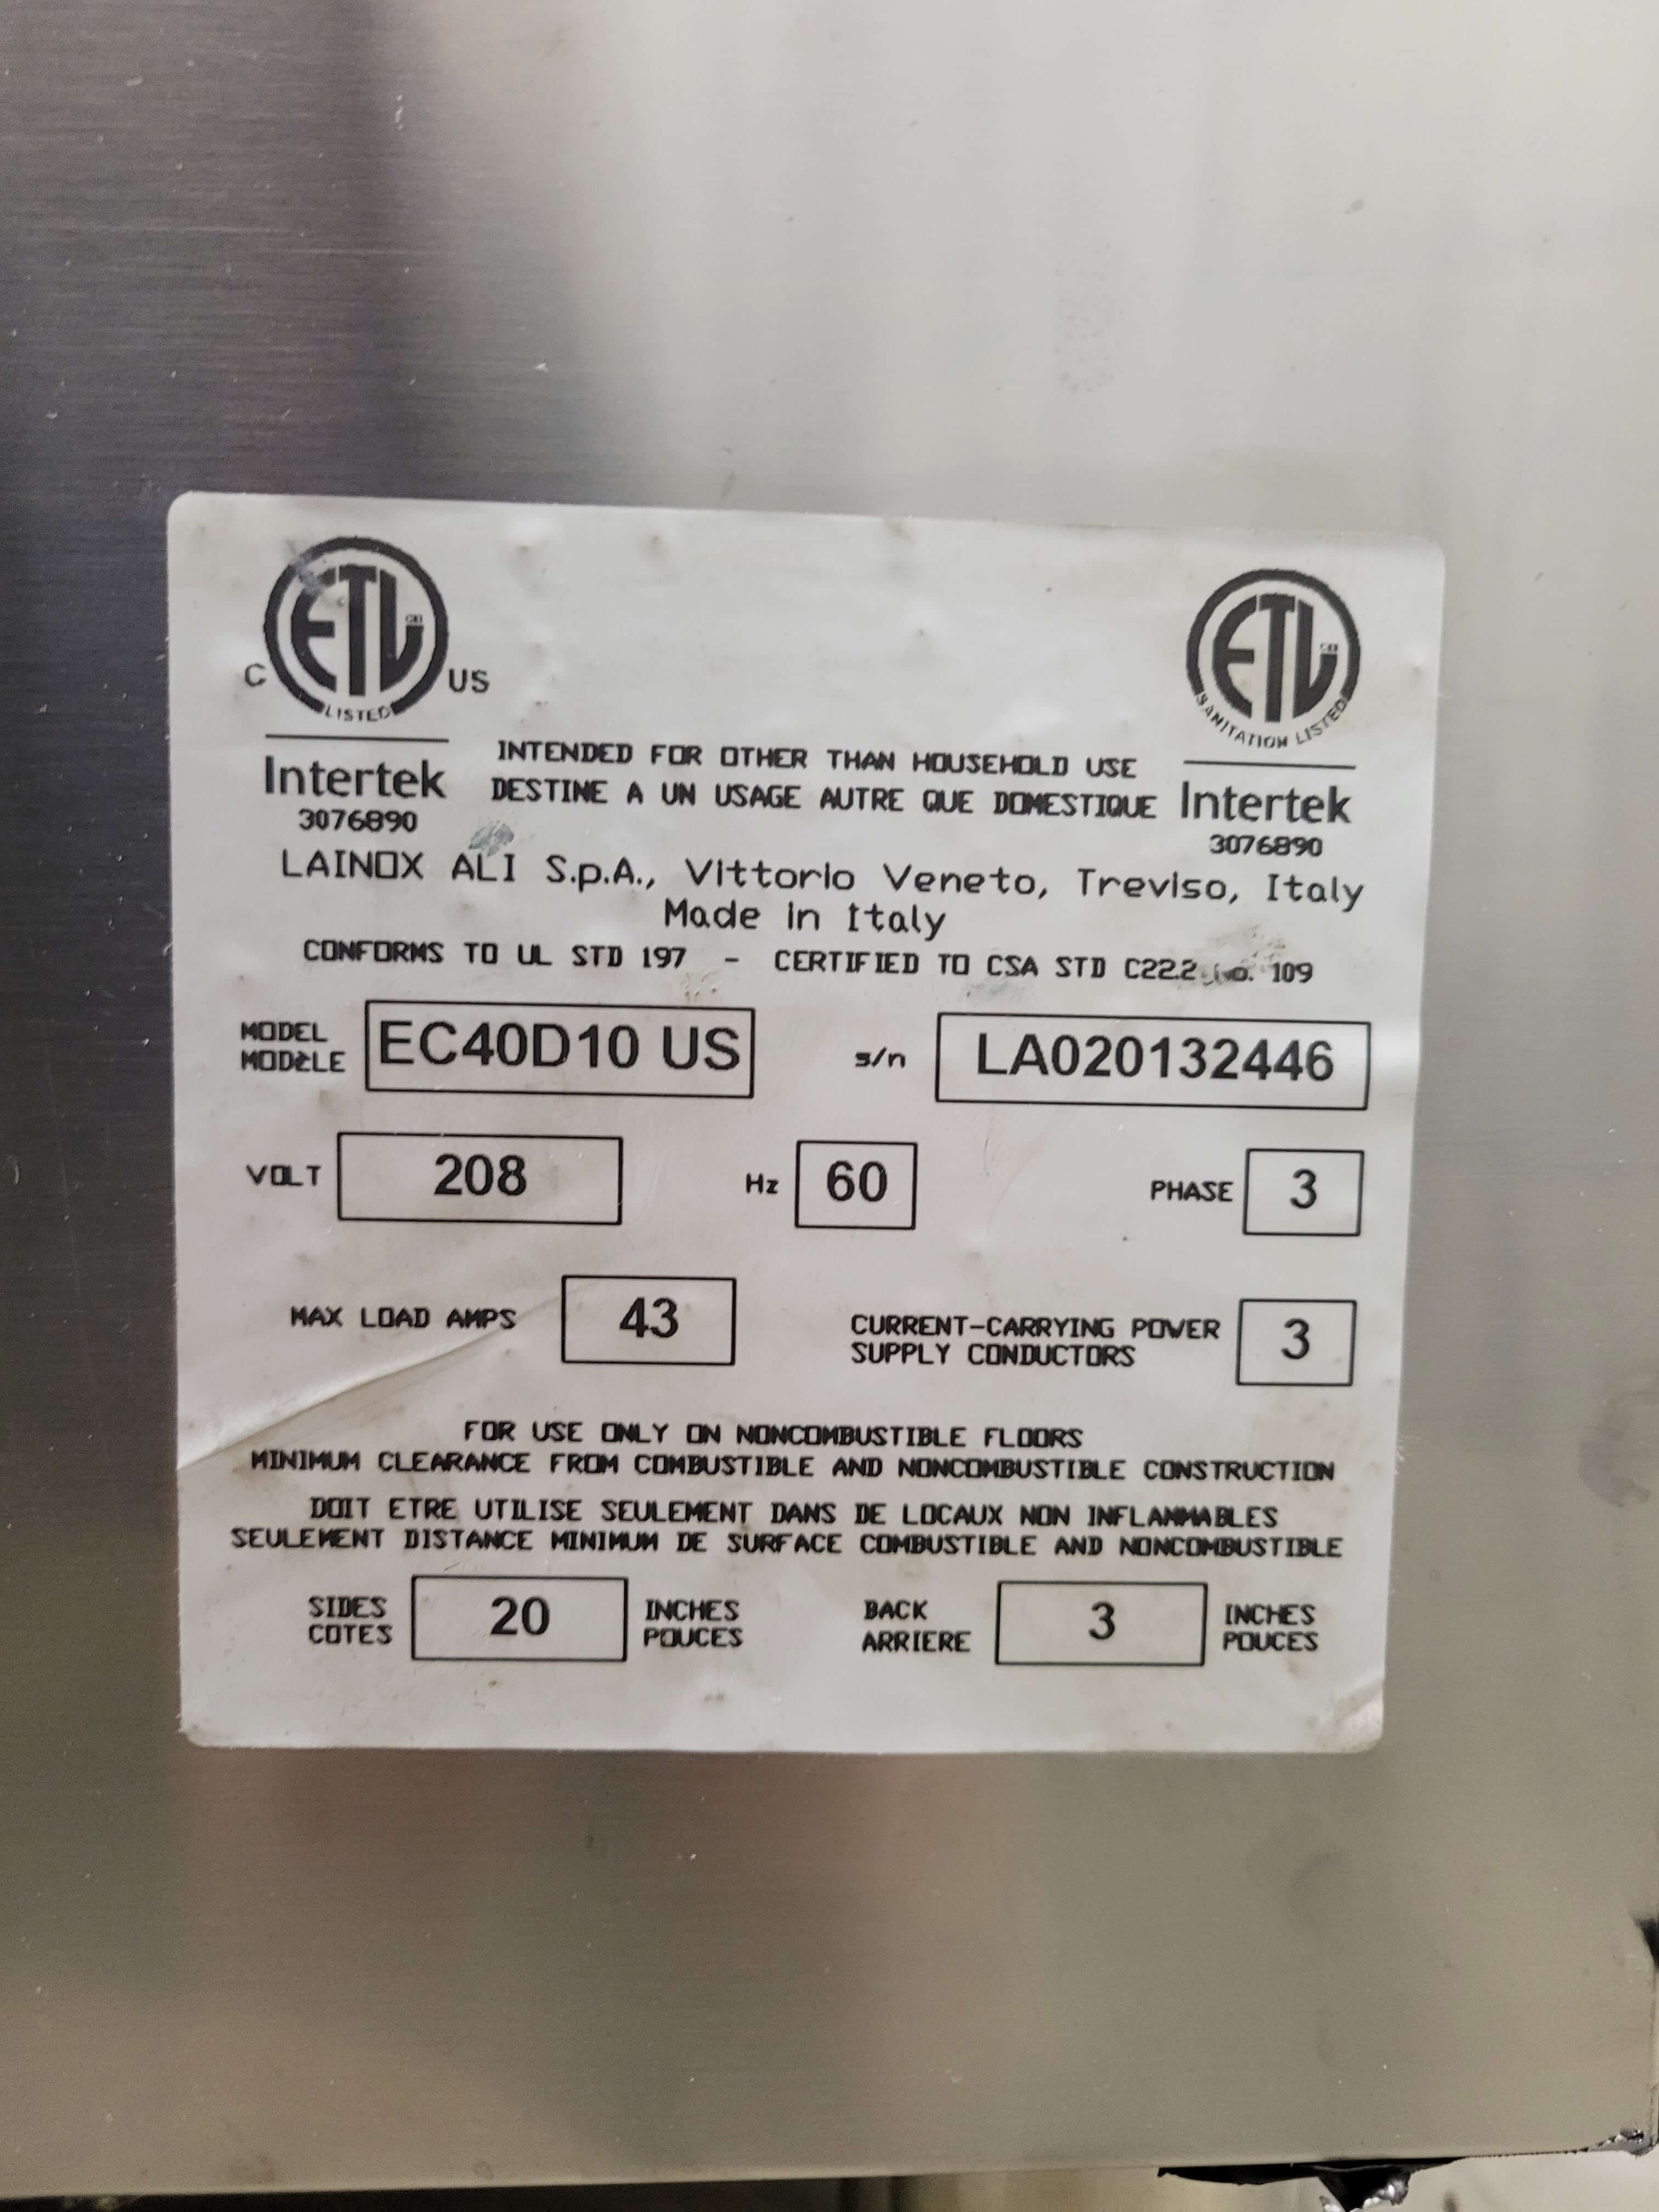 ETL
C US
LISTED
Intertek
3076890
ETL
SANITATION LISTED
Intertek
3076890
INTENDED FOR OTHER THAN HOUSEHOLD USE
DESTINE A UN USAGE AUTRE QUE DOMESTIQUE
LAINOX ALI S.p.A., Vittorio Veneto, Treviso, Italy
Made in Italy
CONFORMS TO UL STD 197 - CERTIFIED TO CSA STD C22.2 No. 109
MODEL
MODèLE EC40D10 US s/n LA020132446
VOLT 208 Hz 60 PHASE 3
MAX LOAD AMPS 43 CURRENT-CARRYING POWER
SUPPLY CONDUCTORS 3
FOR USE ONLY ON NONCOMBUSTIBLE FLOORS
MINIMUM CLEARANCE FROM COMBUSTIBLE AND NONCOMBUSTIBLE CONSTRUCTION
DOIT ETRE UTILISE SEULEMENT DANS DE LOCAUX NON INFLAMMABLES
SEULEMENT DISTANCE MINIMUM DE SURFACE COMBUSTIBLE AND NONCOMBUSTIBLE
SIDES 20 INCHES BACK 3 INCHES
COTES POUCES ARRIERE POUCES